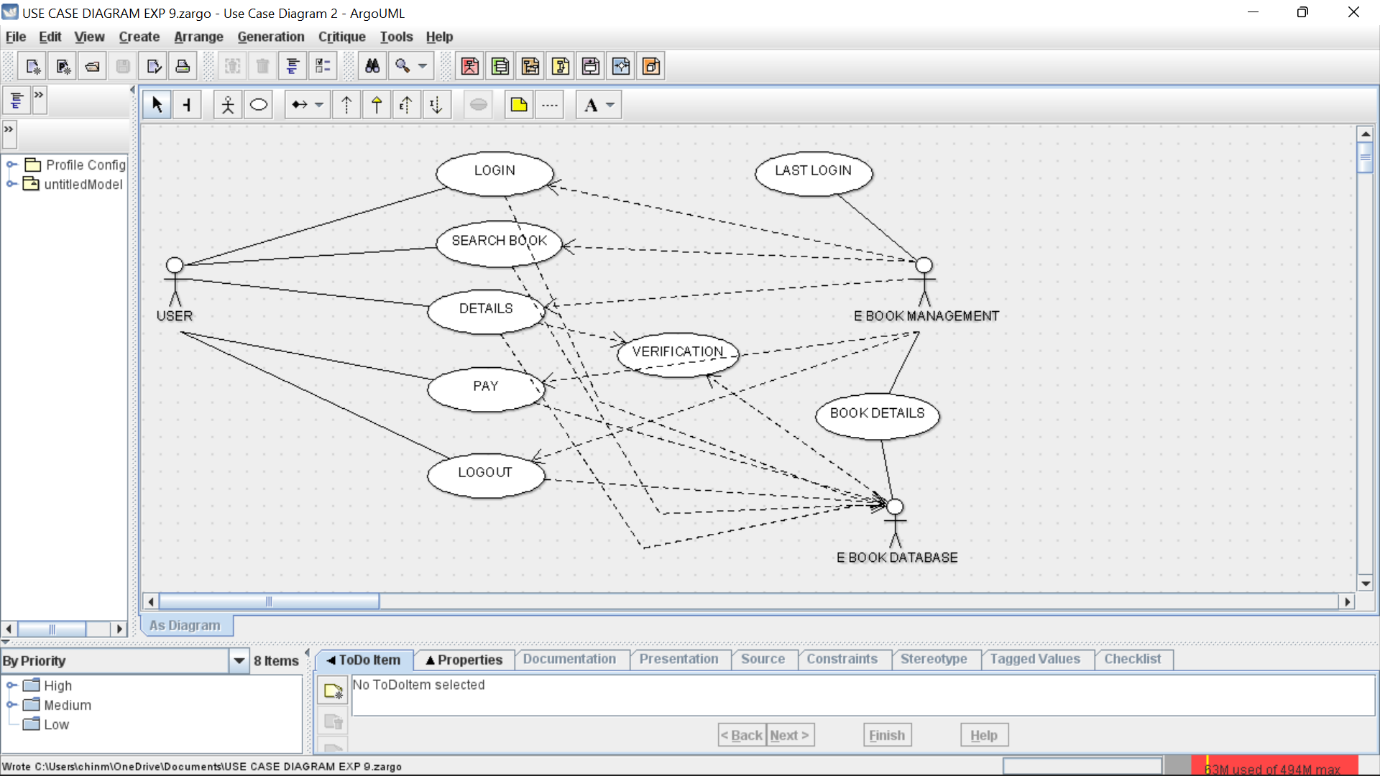 USE CASE DIAGRAM EXP 9.zargo - Use Case Diagram 2 - ArgoUML
File Edit View Create Arrange Generation Critique Tools Help
A
Profile Config
untitledModel
LOGIN
LAST LOGIN
SEARCH BOOK
USER
DETAILS
E BOOK MANAGEMENT
VERIFICATION
PAY
BOOK DETAILS
LOGOUT
E BOOK DATABASE
As Diagram
By Priority
8 Items
High
Medium
Low
ToDo Item
Properties
Documentation
Presentation
Source
Constraints
Stereotype
Tagged Values
Checklist
No ToDoItem selected
< Back Next > Finish Help
Wrote C:\Users\chinm\OneDrive\Documents\USE CASE DIAGRAM EXP 9.zargo
63M used of 494M max